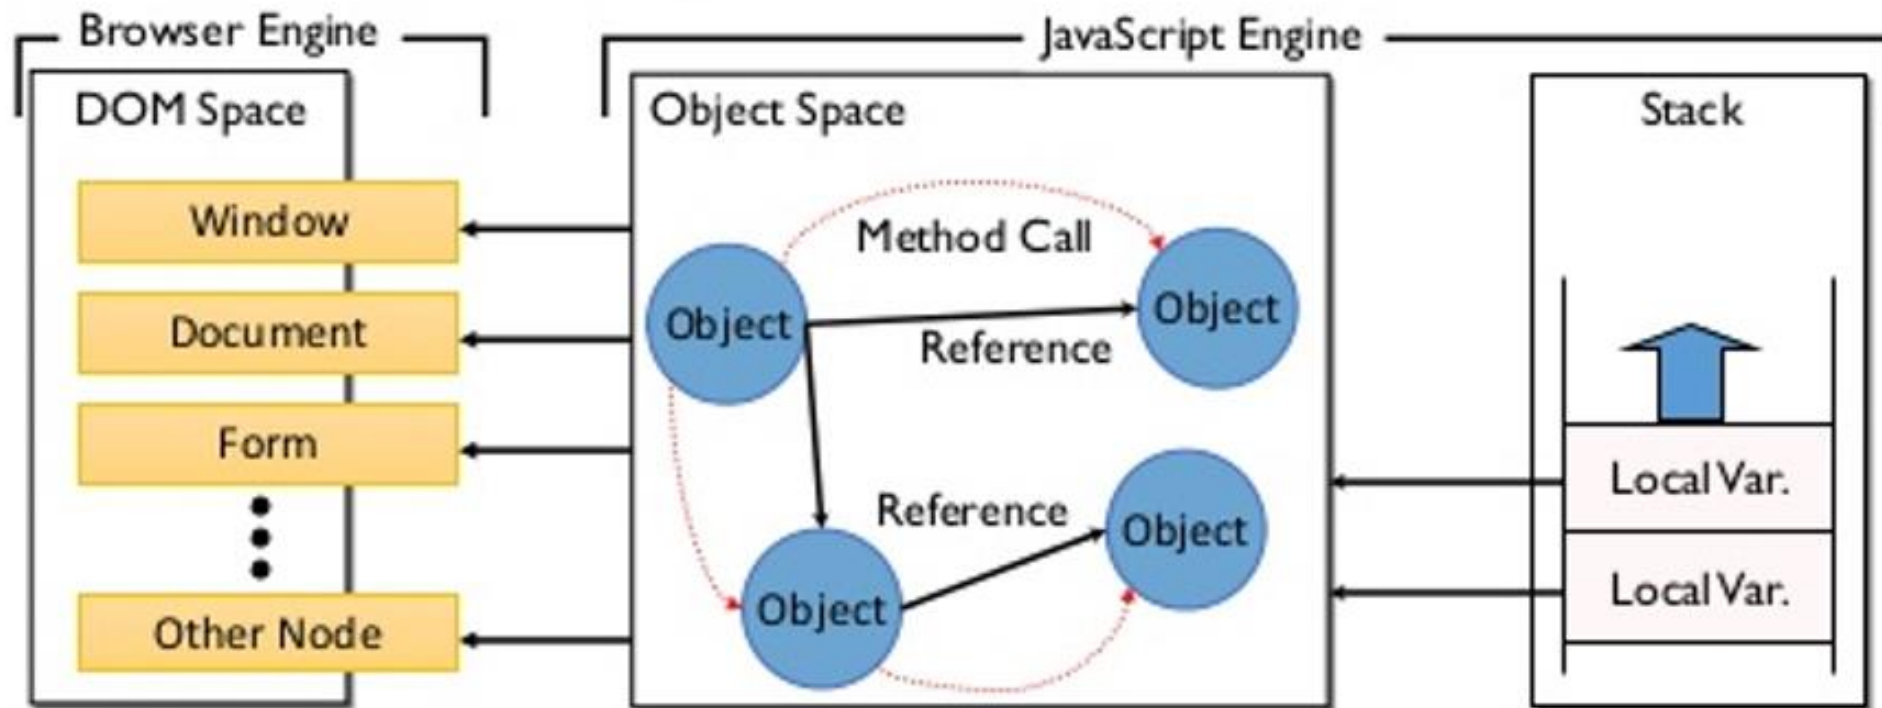 Browser Engine
JavaScript Engine
DOM Space
Window
Document
Form
Other Node
Object Space
Method Call
Object
Object
Reference
Reference
Object
Object
Stack
Local Var.
Local Var.